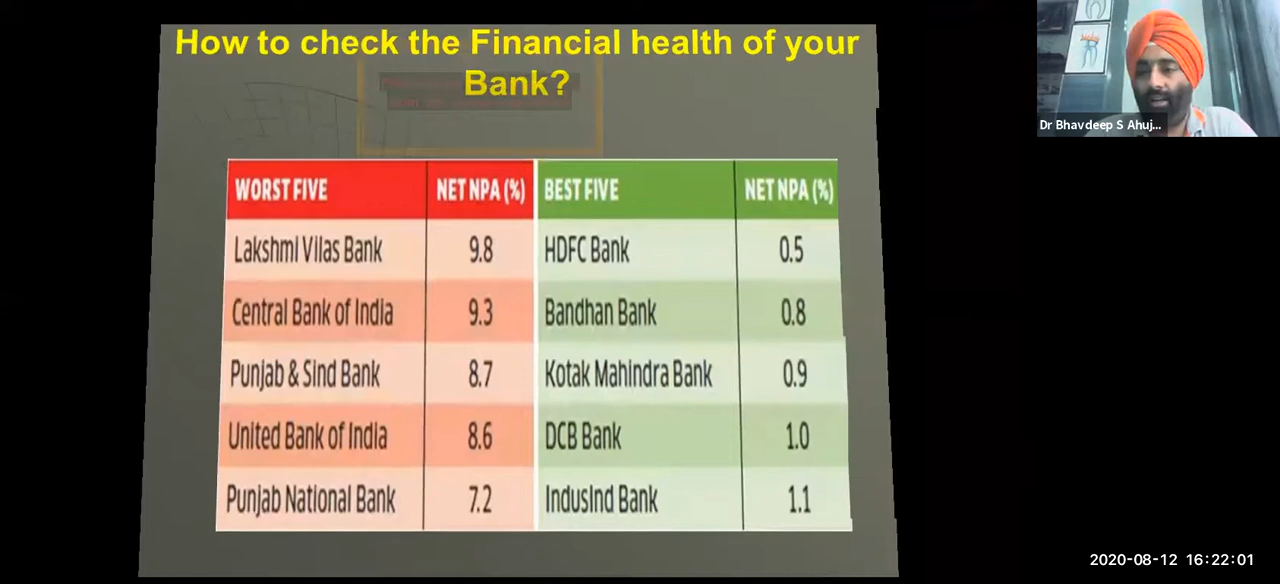 How to check the Financial health of your
Bank?
WORST FIVE NET NPA (%) BEST FIVE NET NPA (%)
Lakshmi Vilas Bank 9.8 HDFC Bank 0.5
Central Bank of India 9.3 Bandhan Bank 0.8
Punjab & Sind Bank 8.7 Kotak Mahindra Bank 0.9
United Bank of India 8.6 DCB Bank 1.0
Punjab National Bank 7.2 IndusInd Bank 1.1
Dr Bhavdeep S Ahuj...
2020-08-12 16:22:01